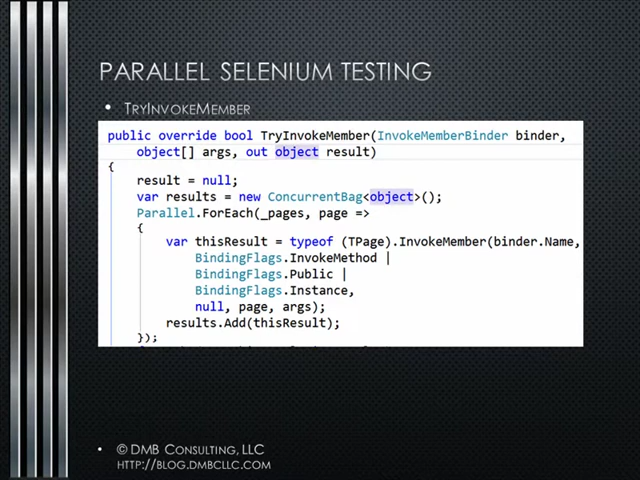 PARALLEL SELENIUM TESTING
• TRYINVOKEMEMBER
public override bool TryInvokeMember(InvokeMemberBinder binder,
object[] args, out object result)
{
result = null;
var results = new ConcurrentBag<object>();
Parallel.ForEach(_pages, page =>
{
var thisResult = typeof (TPage).InvokeMember(binder.Name,
BindingFlags.InvokeMethod |
BindingFlags.Public |
BindingFlags.Instance,
null, page, args);
results.Add(thisResult);
});
• © DMB CONSULTING, LLC
HTTP://BLOG.DMBCLLC.COM